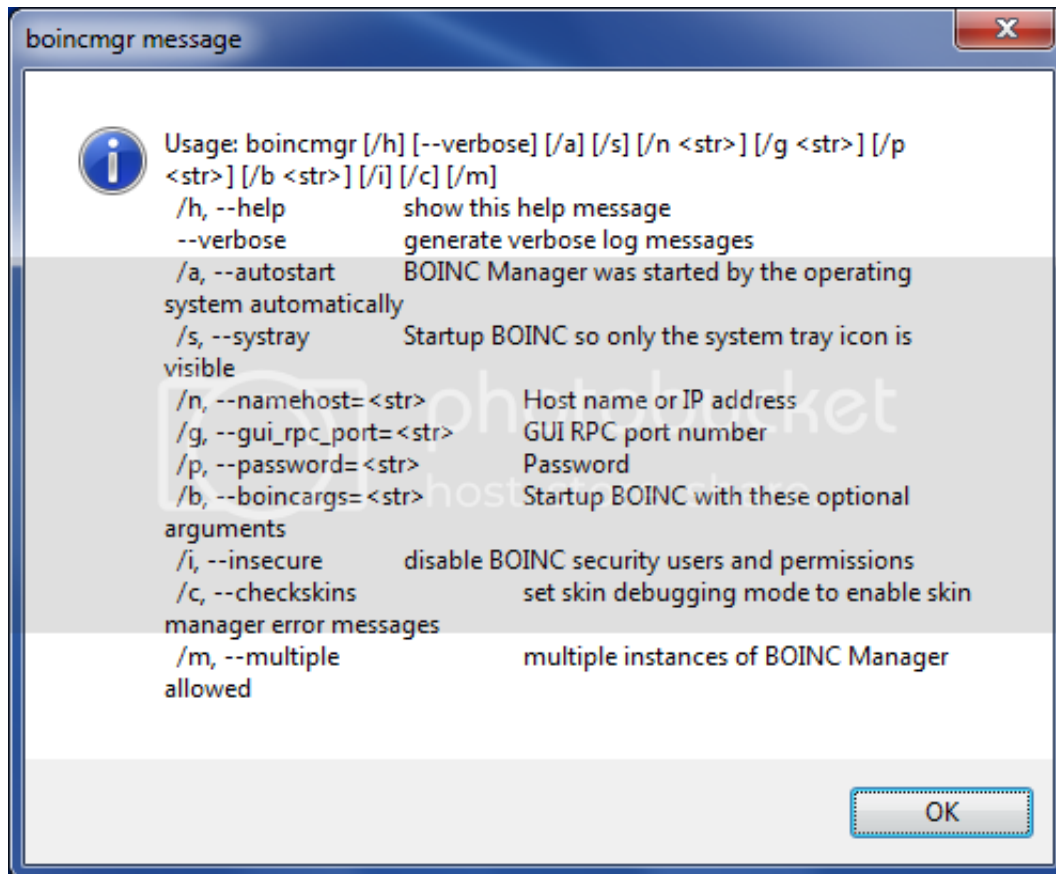 boincmgr message
Usage: boincmgr [/h] [--verbose] [/a] [/s] [/n <str>] [/g <str>] [/p
<str>] [/b <str>] [/i] [/c] [/m]
/h, --help show this help message
--verbose generate verbose log messages
/a, --autostart BOINC Manager was started by the operating
system automatically
/s, --systray Startup BOINC so only the system tray icon is
visible
/n, --namehost=<str> Host name or IP address
/g, --gui_rpc_port=<str> GUI RPC port number
/p, --password=<str> Password
/b, --boincargs=<str> Startup BOINC with these optional
arguments
/i, --insecure disable BOINC security users and permissions
/c, --checkskins set skin debugging mode to enable skin
manager error messages
/m, --multiple multiple instances of BOINC Manager
allowed
photobucket
OK